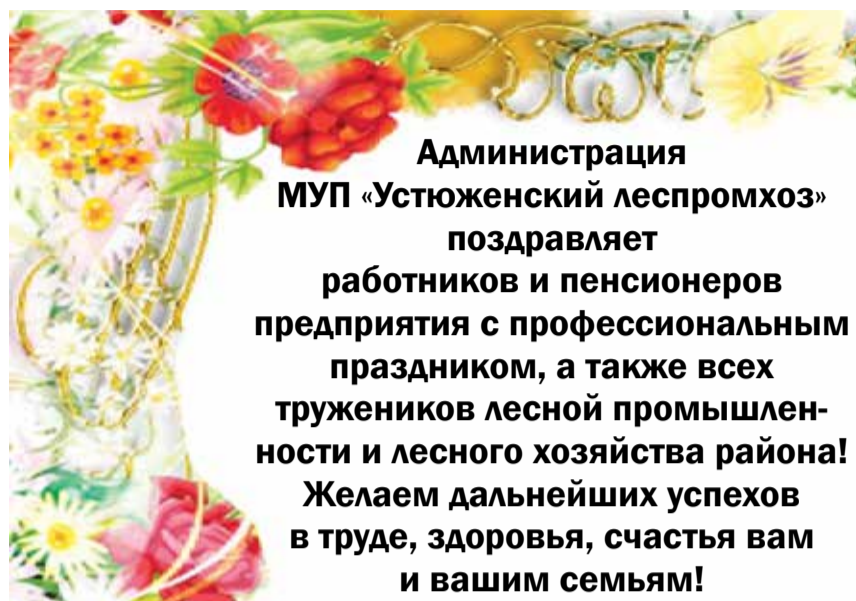 Администрация
МУП «Устюженский леспромхоз»
поздравляет
работников и пенсионеров
предприятия с профессиональным
праздником, а также всех
тружеников лесной промышлен-
ности и лесного хозяйства района!
Желаем дальнейших успехов
в труде, здоровья, счастья вам
и вашим семьям!